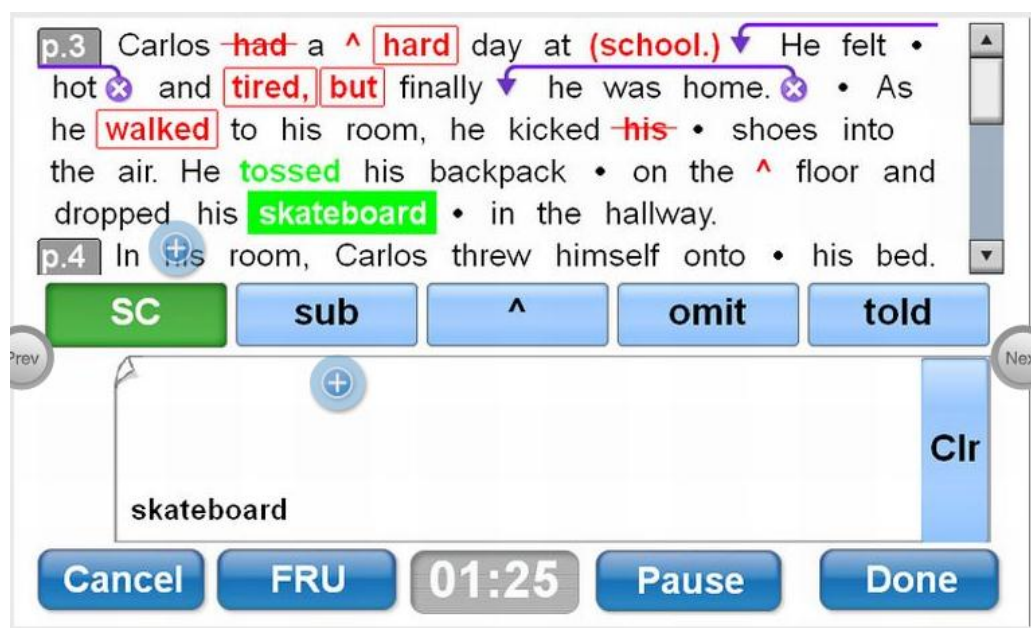 p.3 Carlos had a ^ hard day at (school.) He felt •
hot and tired, but finally he was home. • As
he walked to his room, he kicked his • shoes into
the air. He tossed his backpack • on the ^ floor and
dropped his skateboard • in the hallway.
p.4 In his room, Carlos threw himself onto • his bed.
SC sub ^ omit told
Prev
Nex
Clr
skateboard
Cancel FRU 01:25 Pause Done